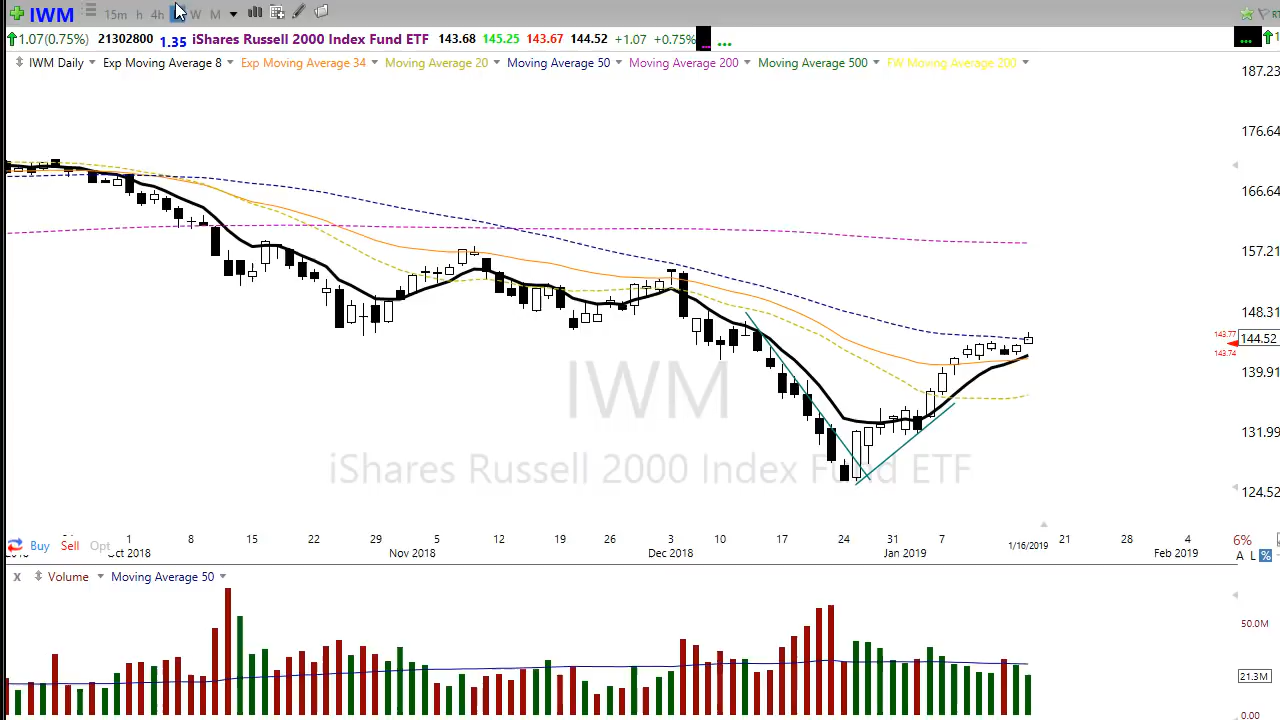 IWM 15m h 4h W M
1.07(0.75%) 21302800 1.35 iShares Russell 2000 Index Fund ETF 143.68 145.25 143.67 144.52 +1.07 +0.75% ... ...
IWM Daily Exp Moving Average 8 Exp Moving Average 34 Moving Average 20 Moving Average 50 Moving Average 200 Moving Average 500 FW Moving Average 200
187.23
176.64
166.64
157.21
148.31
143.77
144.52
143.74
139.91
131.99
124.52
IWM
iShares Russell 2000 Index Fund ETF
1 8 15 22 29 5 12 19 26 10 17 24 31 7 1/16/2019 21 28 4 6%
Buy Sell Opt
Oct 2018 Nov 2018 Dec 2018 Jan 2019 Feb 2019 A L %
x Volume Moving Average 50
50.0M
21.3M
0.00